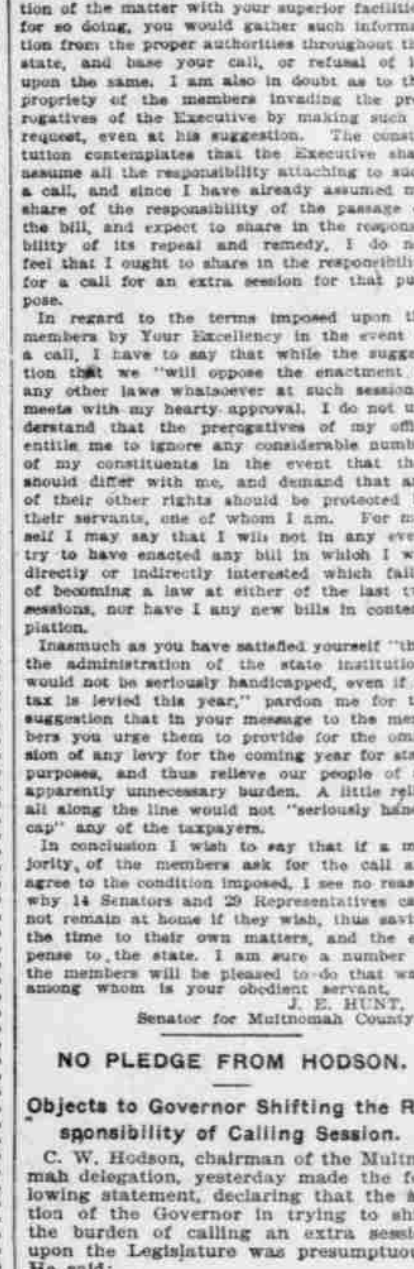 tion of the matter with your superior facilitie
for so doing, you would gather such informa
tion from the proper authorities throughout th
state, and base your call, or refusal of i
upon the same. I am also in doubt as to th
propriety of the members invading the pre
rogatives of the Executive by making such
request, even at his suggestion. The consti
tution contemplates that the Executive sha
assume all the responsibility attaching to suc
a call, and since I have already assumed m
share of the responsibility of the passage
the bill, and expect to share in the respons
bility of its repeal and remedy, I do n
feel that I ought to share in the responsibili
for a call for an extra session for that pu
pose.
In regard to the terms imposed upon th
members by Your Excellency in the event
a call, I have to say that while the sugge
tion that we "will oppose the enactment
any other laws whatsoever at such session
meets with my hearty approval, I do not u
derstand that the prerogatives of my offi
entitle me to ignore any considerable numb
of my constituents in the event that th
should differ with me, and demand that a
of their other rights should be protected
their servants, one of whom I am. For m
self I may say that I will not in any eve
try to have enacted any bill in which I w
directly or indirectly interested which fail
of becoming a law at either of the last t
sessions, nor have I any new bills in contem
plation.
Inasmuch as you have satisfied yourself "th
the administration of the state institution
would not be seriously handicapped, even if
tax is levied this year," pardon me for t
suggestion that in your message to the mem
bers you urge them to provide for the omi
sion of any levy for the coming year for sta
purposes, and thus relieve our people of
apparently unnecessary burden. A little reli
all along the line would not "seriously hand
cap" any of the taxpayers.
In conclusion I wish to say that if a m
jority, of the members ask for the call a
agree to the condition imposed, I see no reas
why 14 Senators and 29 Representatives ca
not remain at home if they wish, thus savi
the time to their own matters, and the e
pense to the state. I am sure a number
the members will be pleased to do that wa
among whom is your obedient servant,
J. E. HUNT,
Senator for Multnomah County
NO PLEDGE FROM HODSON.
Objects to Governor Shifting the R
sponsibility of Calling Session.
C. W. Hodson, chairman of the Multn
mah delegation, yesterday made the fo
lowing statement, declaring that the a
tion of the Governor in trying to shi
the burden of calling an extra sessi
upon the Legislature was presumptuou
He said: